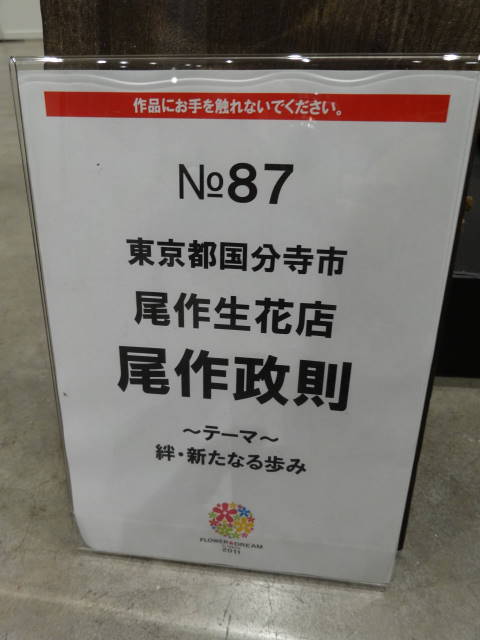 作品にお手を触れないでください。
№87
東京都国分寺市
尾作生花店
尾作政則
～テーマ～
絆・新たなる歩み
FLOWER&DREAM
2011